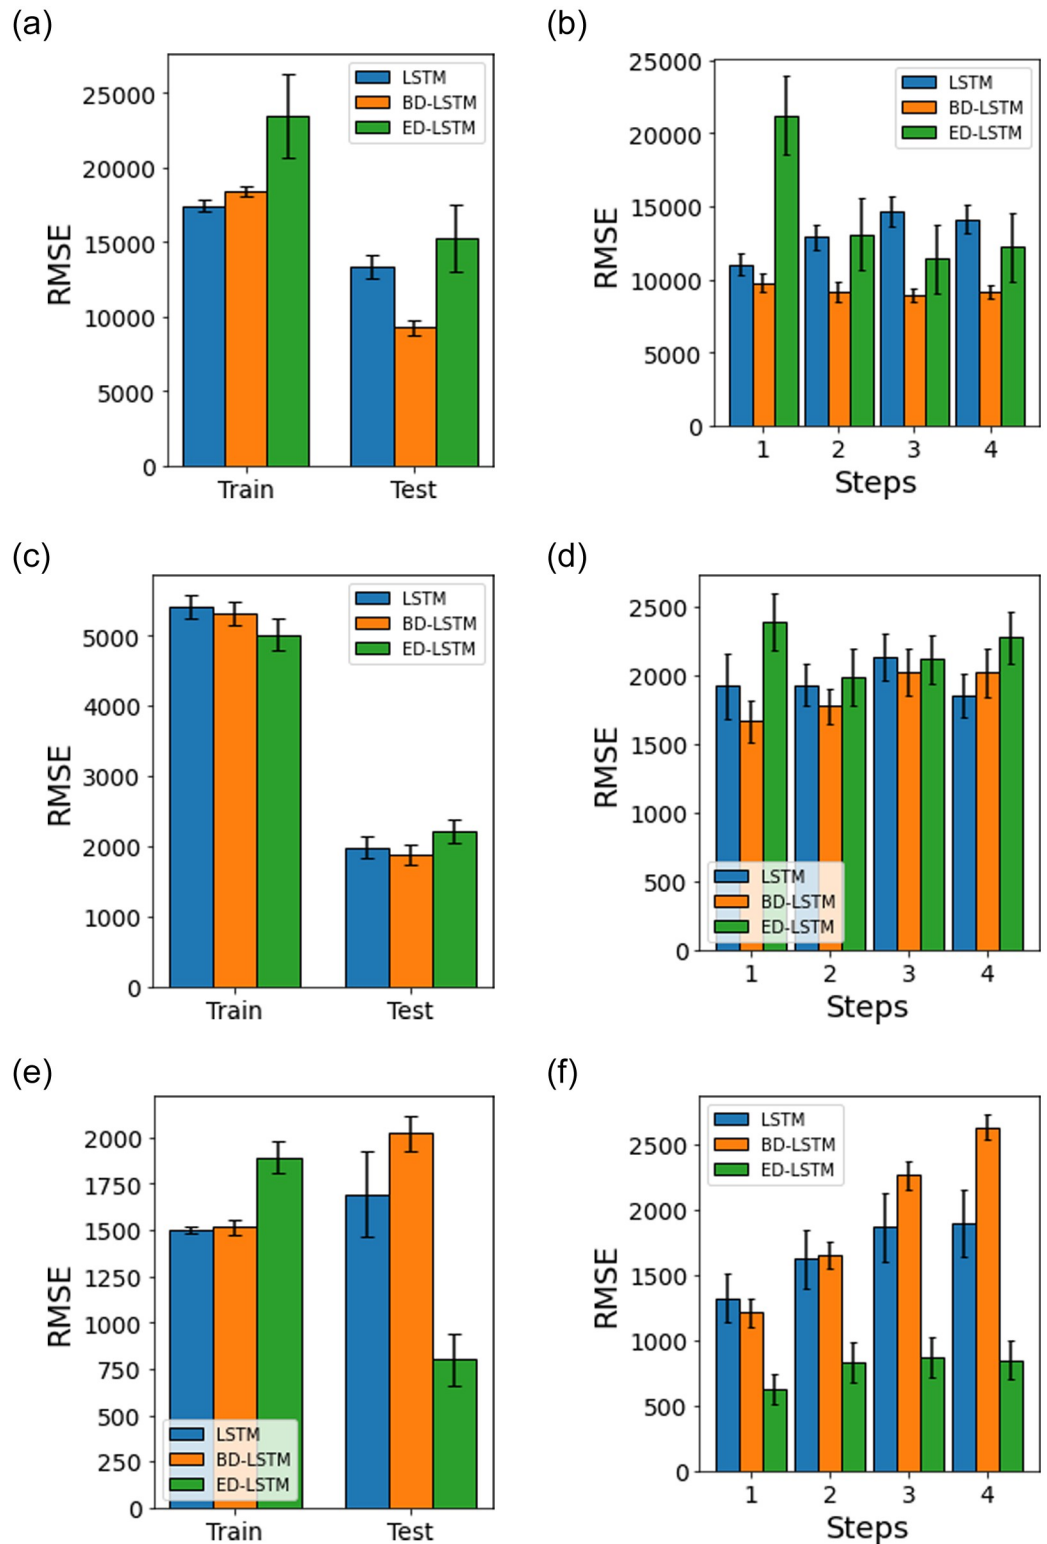 (a)
RMSE
25000
20000
15000
10000
5000
0
LSTM
BD-LSTM
ED-LSTM
Train
Test
(b)
RMSE
25000
20000
15000
10000
5000
0
LSTM
BD-LSTM
ED-LSTM
1 2 3 4
Steps
(c)
RMSE
5000
4000
3000
2000
1000
0
LSTM
BD-LSTM
ED-LSTM
Train
Test
(d)
RMSE
2500
2000
1500
1000
500
0
LSTM
BD-LSTM
ED-LSTM
1 2 3 4
Steps
(e)
RMSE
2000
1750
1500
1250
1000
750
500
250
0
LSTM
BD-LSTM
ED-LSTM
Train
Test
(f)
RMSE
2500
2000
1500
1000
500
0
LSTM
BD-LSTM
ED-LSTM
1 2 3 4
Steps